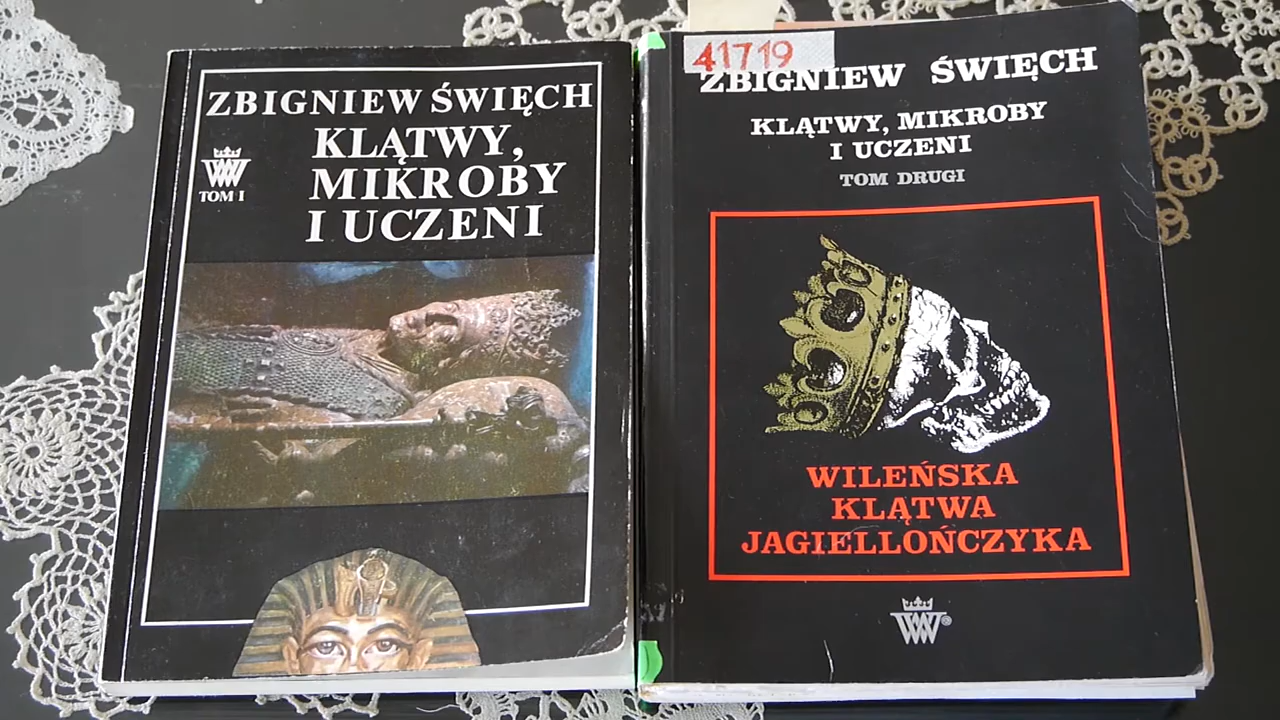 ZBIGNIEW ŚWIĘCH
KLĄTWY,
MIKROBY
I UCZENI
W
TOM I
41719
ZBIGNIEW ŚWIĘCH
KLĄTWY, MIKROBY
I UCZENI
TOM DRUGI
WILEŃSKA
KLĄTWA
JAGIELLOŃCZYKA
W®